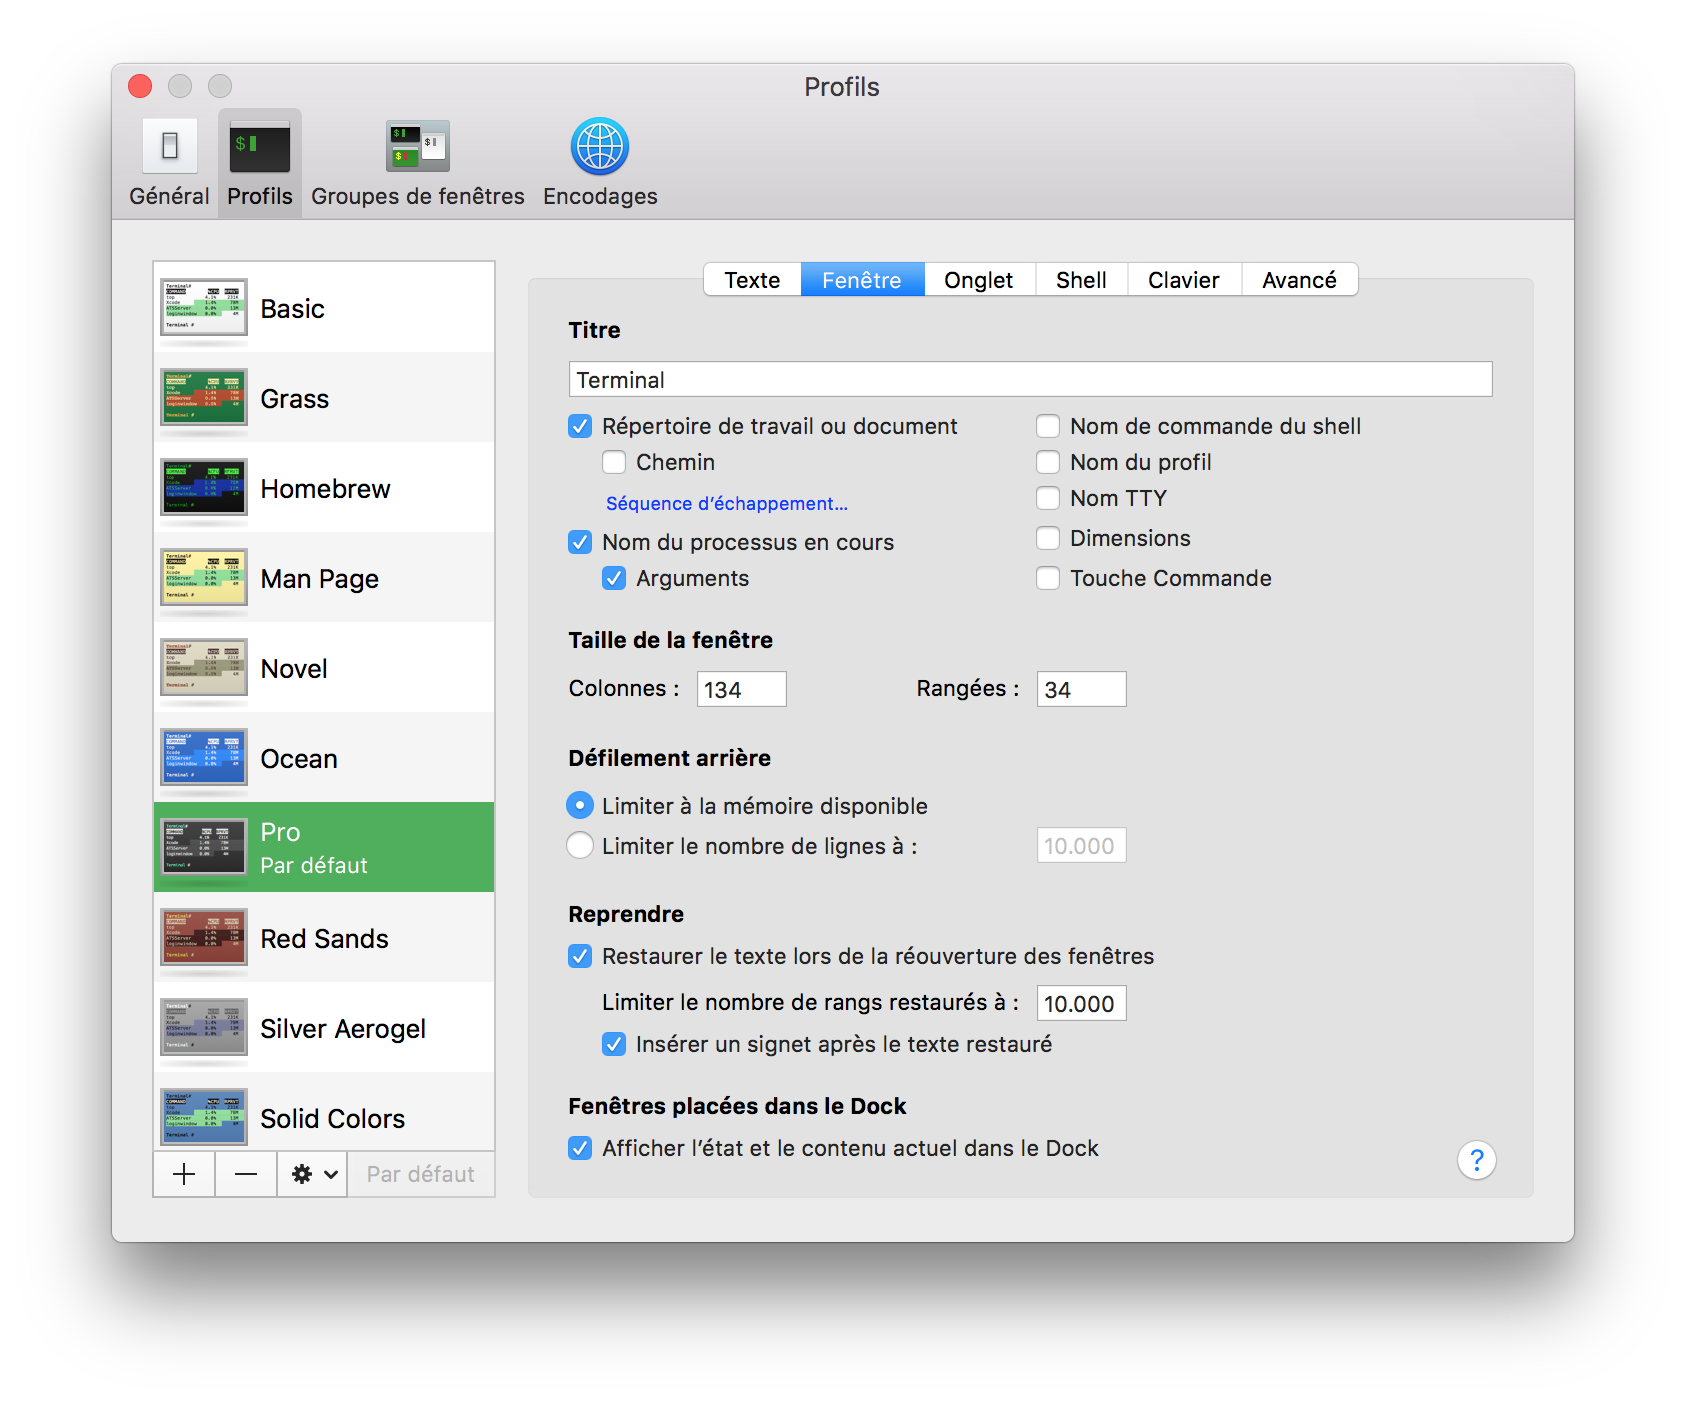 Profils
Général
Profils
Groupes de fenêtres
Encodages
Basic
Grass
Homebrew
Man Page
Novel
Ocean
Pro
Par défaut
Red Sands
Silver Aerogel
Solid Colors
Par défaut
Texte
Fenêtre
Onglet
Shell
Clavier
Avancé
Titre
Terminal
Répertoire de travail ou document
Chemin
Séquence d’échappement…
Nom du processus en cours
Arguments
Nom de commande du shell
Nom du profil
Nom TTY
Dimensions
Touche Commande
Taille de la fenêtre
Colonnes : 134
Rangées : 34
Défilement arrière
Limiter à la mémoire disponible
Limiter le nombre de lignes à : 10.000
Reprendre
Restaurer le texte lors de la réouverture des fenêtres
Limiter le nombre de rangs restaurés à : 10.000
Insérer un signet après le texte restauré
Fenêtres placées dans le Dock
Afficher l’état et le contenu actuel dans le Dock
?